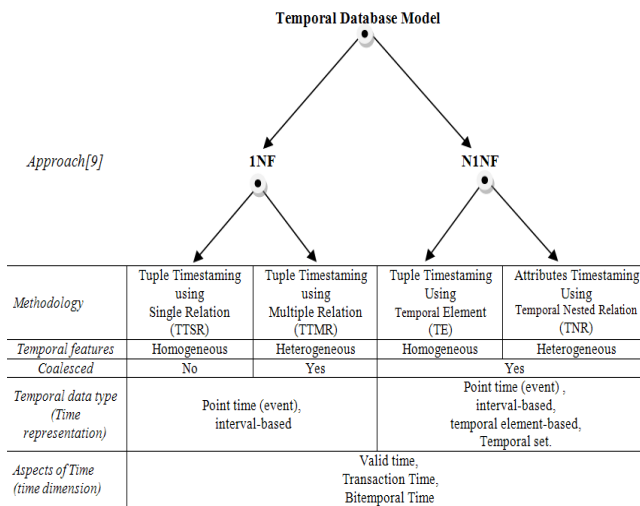 Temporal Database Model
Approach[9]
1NF
N1NF
Methodology
Tuple Timestaming
using
Single Relation
(TTSR)
Tuple Timestaming
using
Multiple Relation
(TTMR)
Tuple Timestaming
Using
Temporal Element
(TE)
Attributes Timestaming
Using
Temporal Nested Relation
(TNR)
Temporal features
Homogeneous
Heterogeneous
Homogeneous
Heterogeneous
Coalesced
No
Yes
Yes
Temporal data type
(Time
representation)
Point time (event),
interval-based
Point time (event) ,
interval-based,
temporal element-based,
Temporal set.
Aspects of Time
(time dimension)
Valid time,
Transaction Time,
Bitemporal Time